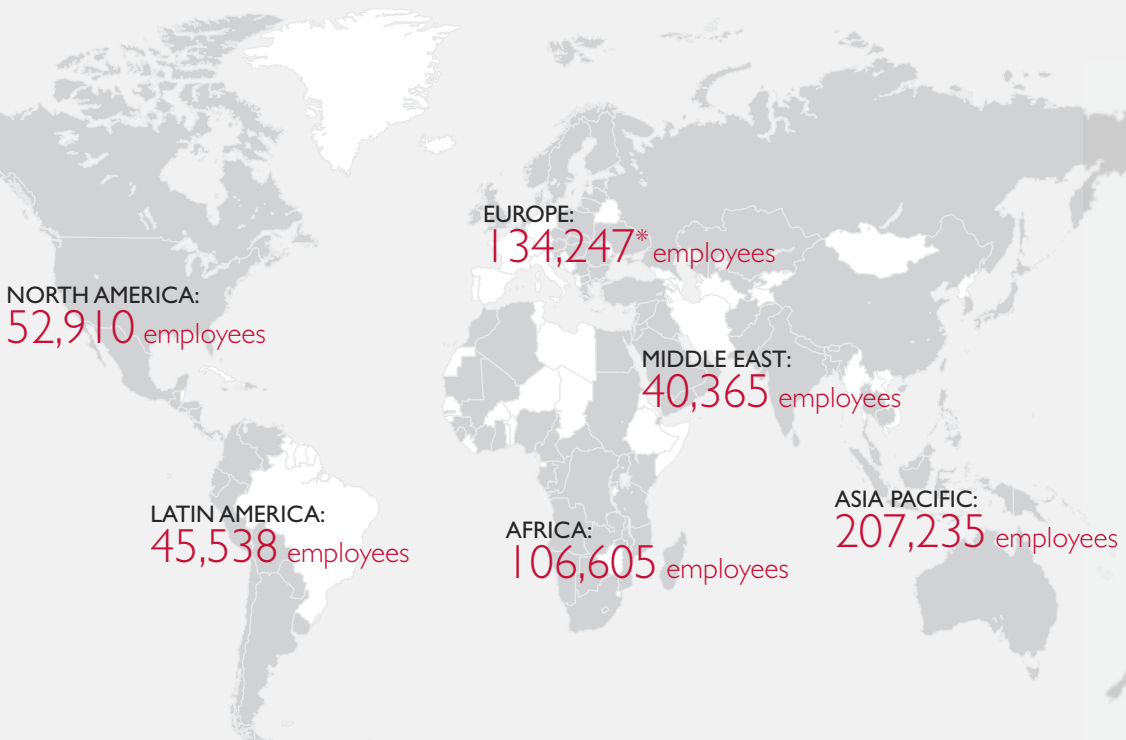 EUROPE:
134,247* employees
NORTH AMERICA:
52,910 employees
MIDDLE EAST:
40,365 employees
LATIN AMERICA:
45,538 employees
AFRICA:
106,605 employees
ASIA PACIFIC:
207,235 employees